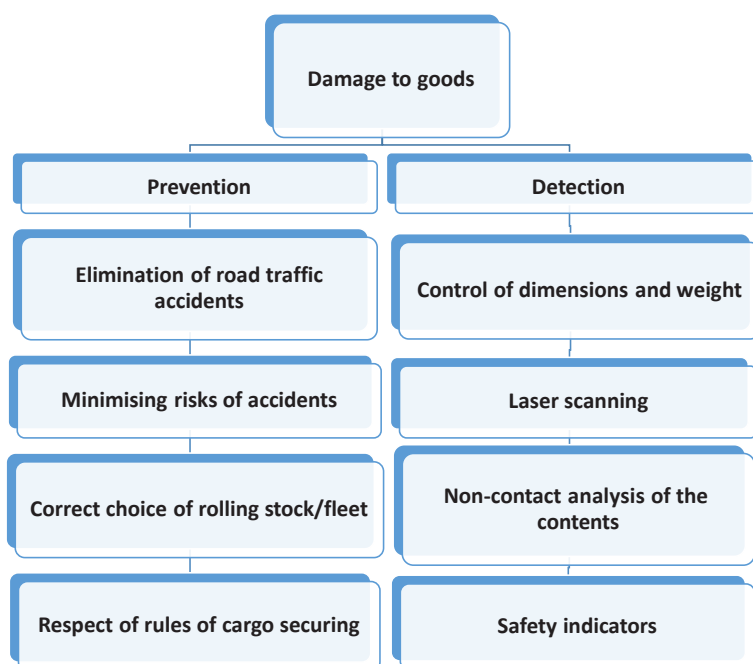 Damage to goods
Prevention
Detection
Elimination of road traffic
accidents
Control of dimensions and weight
Minimising risks of accidents
Laser scanning
Correct choice of rolling stock/fleet
Non-contact analysis of the
contents
Respect of rules of cargo securing
Safety indicators